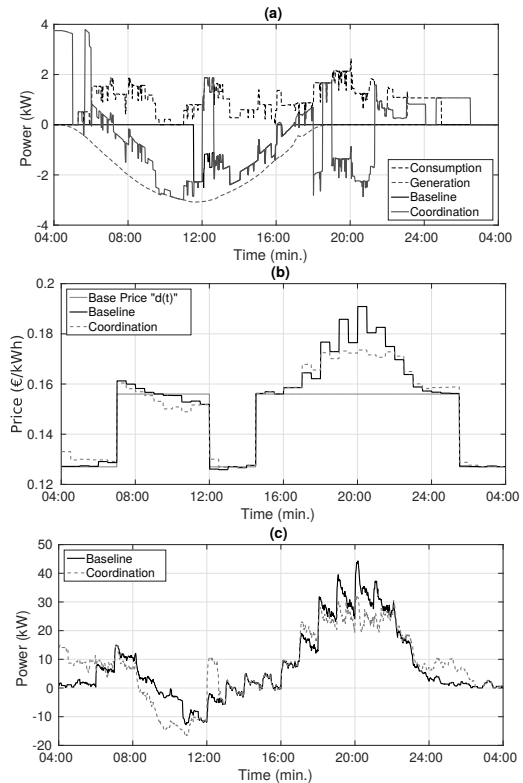 (a)
4
2
0
-2
-4
Power (kW)
Consumption
Generation
Baseline
Coordination
04:00 08:00 12:00 16:00 20:00 24:00 04:00
Time (min.)
(b)
0.2
0.18
0.16
0.14
0.12
Price (€/kWh)
Base Price "d(t)"
Baseline
Coordination
04:00 08:00 12:00 16:00 20:00 24:00 04:00
Time (min.)
(c)
50
40
30
20
10
0
-10
-20
Power (kW)
Baseline
Coordination
04:00 08:00 12:00 16:00 20:00 24:00 04:00
Time (min.)